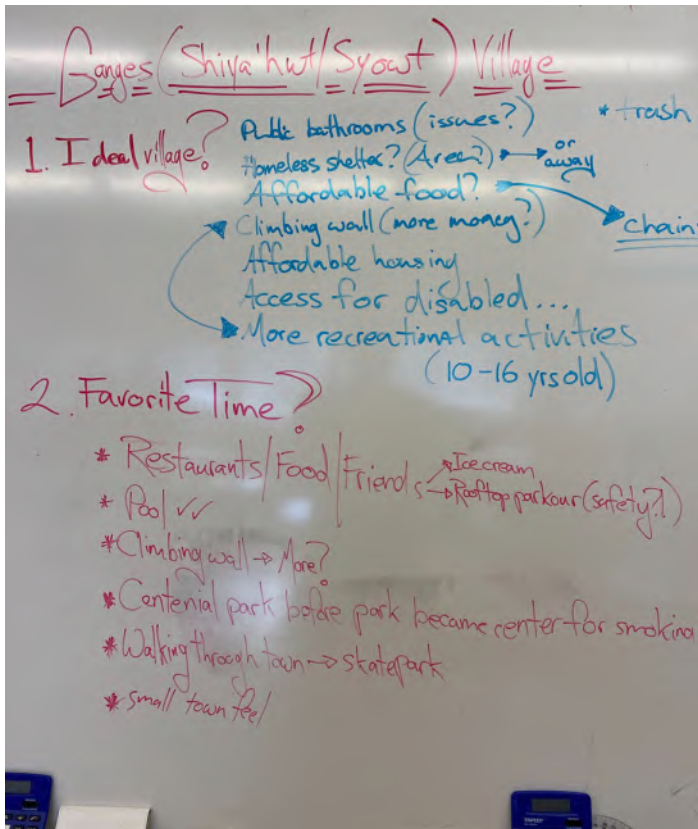 Ganges (Shiya'hwt/Syowt) Village
1. Ideal village?
Public bathrooms (issues?)
* trash
Homeless shelter? (Area?) → or away
Affordable food? → chain
Climbing wall (more money?)
Affordable housing
Access for disabled...
More recreational activities
(10-16 yrs old)
2. Favorite Time?
* Restaurants/Food/Friends → Ice cream
→ Rooftop parkour (safety?!)
* Pool ✓✓
* Climbing wall → More?
* Centenial park before park became center for smoking
* Walking through town → skatepark
* small town feel